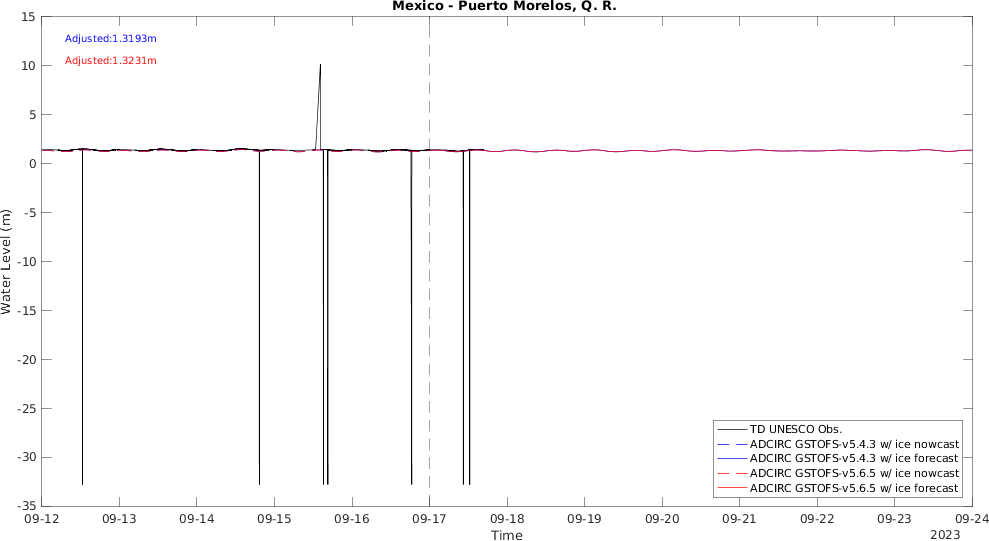 Mexico - Puerto Morelos, Q. R.
Adjusted:1.3193m
Adjusted:1.3231m
Water Level (m)
15
10
5
0
-5
-10
-15
-20
-25
-30
-35
TD UNESCO Obs.
ADCIRC GSTOFS-v5.4.3 w/ ice nowcast
ADCIRC GSTOFS-v5.4.3 w/ ice forecast
ADCIRC GSTOFS-v5.6.5 w/ ice nowcast
ADCIRC GSTOFS-v5.6.5 w/ ice forecast
09-12 09-13 09-14 09-15 09-16 09-17 09-18 09-19 09-20 09-21 09-22 09-23 09-24
Time
2023